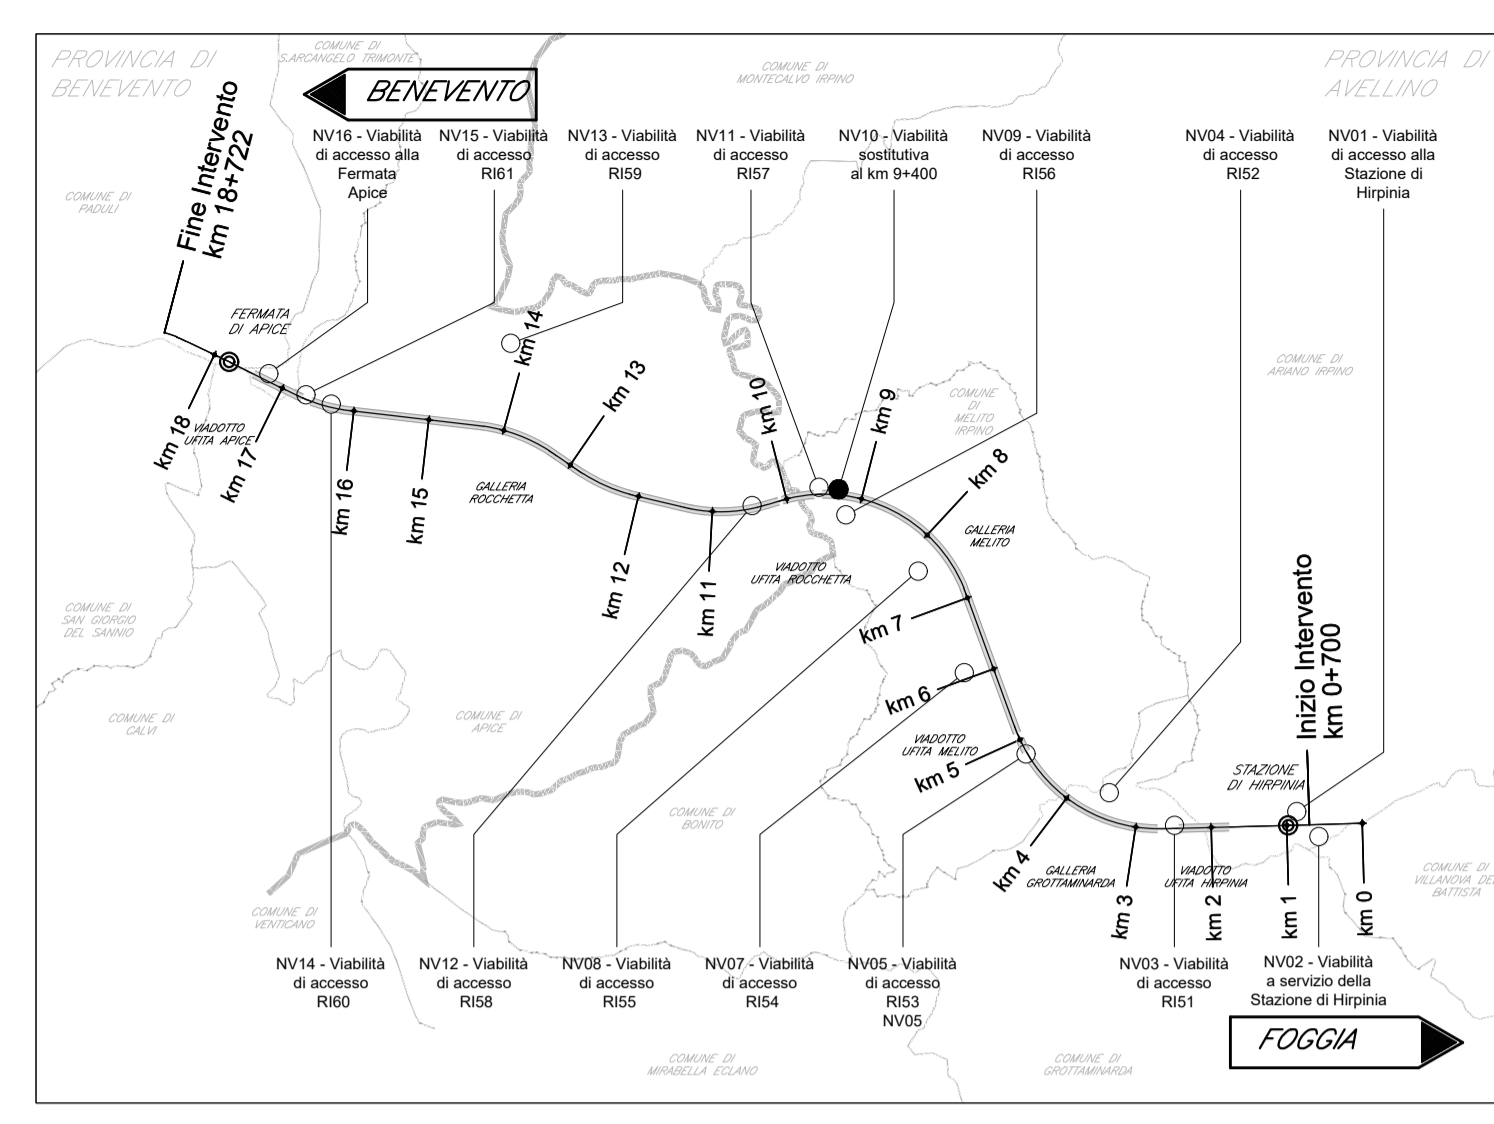 PROVINCIA DI
BENEVENTO
COMUNE DI
S.ARCANGELO TRIMONTE
BENEVENTO
COMUNE DI
MONTECALVO IRPINO
PROVINCIA DI
AVELLINO
Fine Intervento
km 18+722
NV16 - Viabilità
di accesso alla
Fermata
Apice
NV15 - Viabilità
di accesso
RI61
NV13 - Viabilità
di accesso
RI59
NV11 - Viabilità
di accesso
RI57
NV10 - Viabilità
sostitutiva
al km 9+400
NV09 - Viabilità
di accesso
RI56
NV04 - Viabilità
di accesso
RI52
NV01 - Viabilità
di accesso alla
Stazione di
Hirpinia
COMUNE DI
PADULI
FERMATA
DI APICE
km 14
km 13
COMUNE DI
ARIANO IRPINO
COMUNE
DI
MELITO
IRPINO
km 10
km 9
km 18
VIADOTTO
UFITA APICE
km 17
km 16
km 15
GALLERIA
ROCCHETTA
km 8
GALLERIA
MELITO
km 12
km 11
VIADOTTO
UFITA ROCCHETTA
km 7
COMUNE DI
SAN GIORGIO
DEL SANNIO
Inizio Intervento
km 0+700
km 6
COMUNE DI
CALVI
COMUNE DI
APICE
VIADOTTO
UFITA MELITO
km 5
STAZIONE
DI HIRPINIA
COMUNE DI
BONITO
km 4
GALLERIA
GROTTAMINARDA
VIADOTTO
UFITA HIRPINIA
COMUNE DI
VILLANOVA DE
BATTISTA
km 3
km 2
km 1
km 0
COMUNE DI
VENTICANO
NV14 - Viabilità
di accesso
RI60
NV12 - Viabilità
di accesso
RI58
NV08 - Viabilità
di accesso
RI55
NV07 - Viabilità
di accesso
RI54
NV05 - Viabilità
di accesso
RI53
NV05
NV03 - Viabilità
di accesso
RI51
NV02 - Viabilità
a servizio della
Stazione di Hirpinia
FOGGIA
COMUNE DI
MIRABELLA ECLANO
COMUNE DI
GROTTAMINARDA